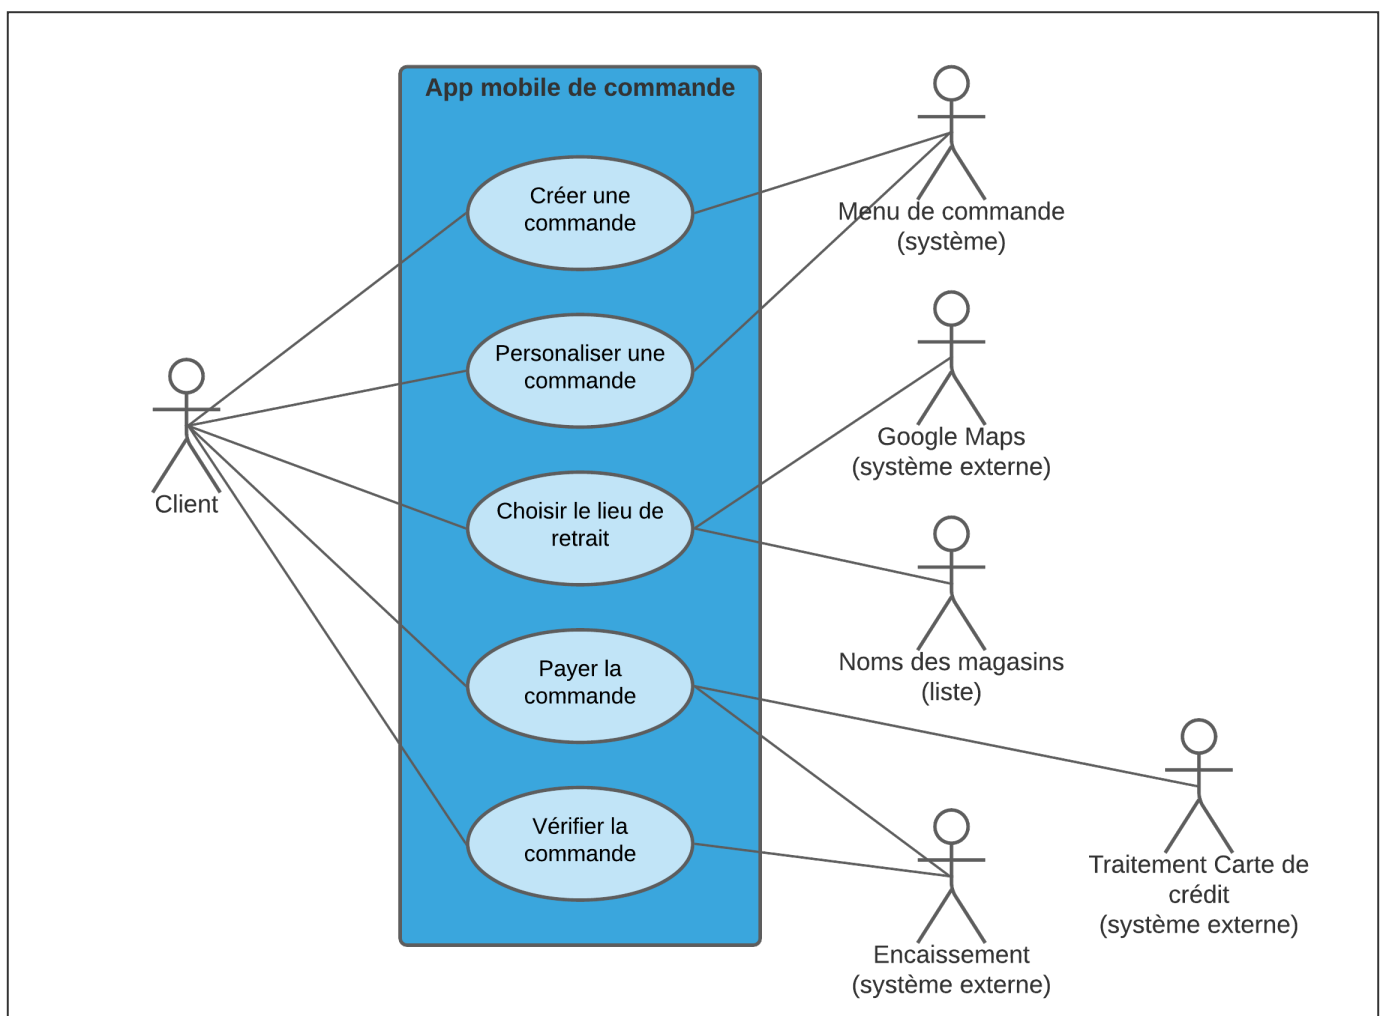 App mobile de commande
Créer une
commande
Personaliser une
commande
Choisir le lieu de
retrait
Payer la
commande
Vérifier la
commande
Client
Menu de commande
(système)
Google Maps
(système externe)
Noms des magasins
(liste)
Traitement Carte de
crédit
(système externe)
Encaissement
(système externe)